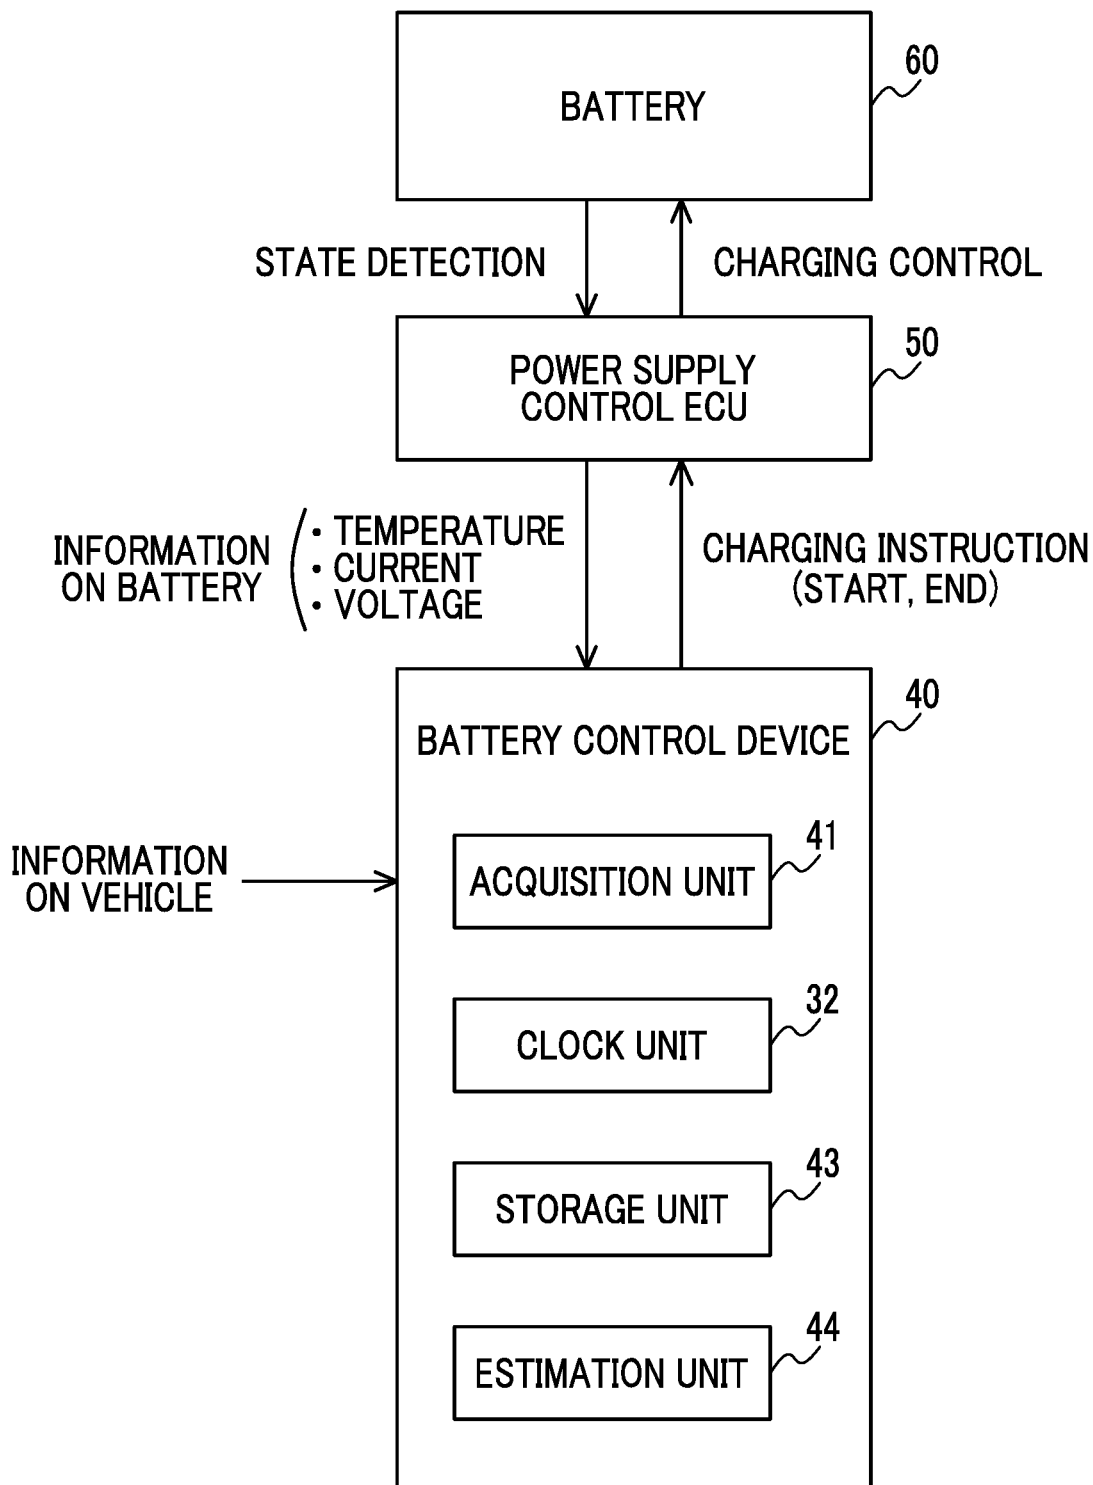 60
BATTERY
STATE DETECTION
CHARGING CONTROL
50
POWER SUPPLY
CONTROL ECU
INFORMATION
ON BATTERY
・TEMPERATURE
・CURRENT
・VOLTAGE
CHARGING INSTRUCTION
(START, END)
40
BATTERY CONTROL DEVICE
INFORMATION
ON VEHICLE
41
ACQUISITION UNIT
32
CLOCK UNIT
43
STORAGE UNIT
44
ESTIMATION UNIT